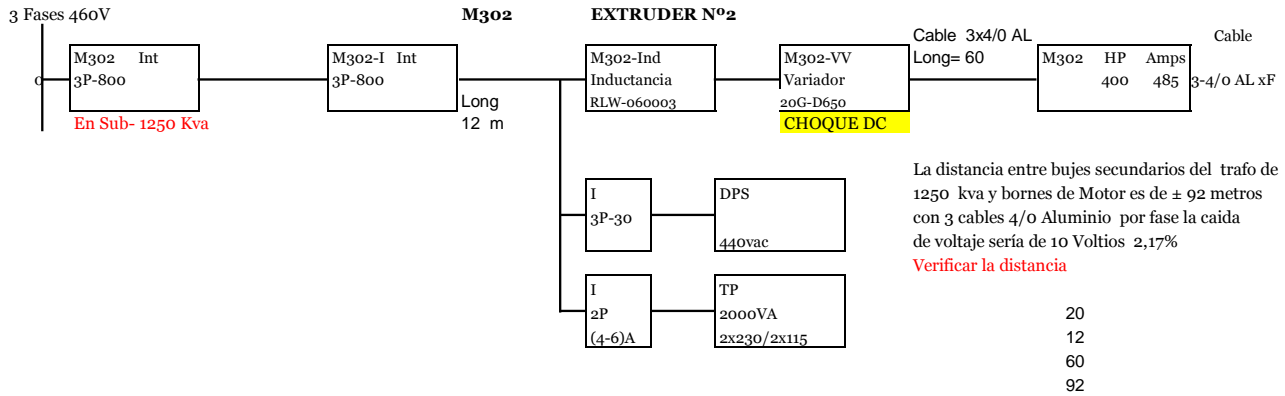 3 Fases 460V
M302
EXTRUDER Nº2
M302 Int
3P-800
En Sub- 1250 Kva
M302-I Int
3P-800
Long
12 m
M302-Ind
Inductancia
RLW-060003
M302-VV
Variador
20G-D650
CHOQUE DC
Cable 3x4/0 AL
Long= 60
M302 HP Amps
400 485
Cable
3-4/0 AL xF
I
3P-30
DPS
440vac
I
2P
(4-6)A
TP
2000VA
2x230/2x115
La distancia entre bujes secundarios del trafo de
1250 kva y bornes de Motor es de ± 92 metros
con 3 cables 4/0 Aluminio por fase la caida
de voltaje sería de 10 Voltios 2,17%
Verificar la distancia
20
12
60
92